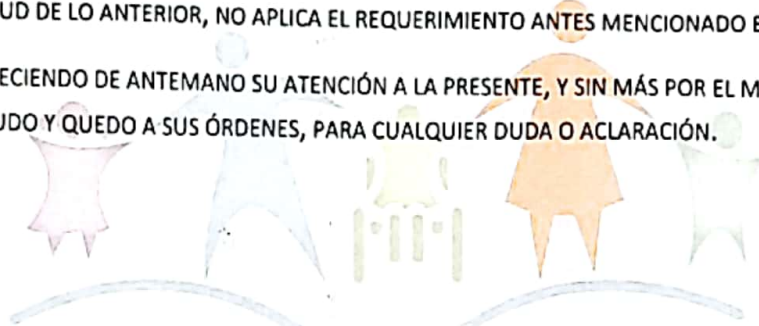 UD DE LO ANTERIOR, NO APLICA EL REQUERIMIENTO ANTES MENCIONADO E
ECIENDO DE ANTEMANO SU ATENCIÓN A LA PRESENTE, Y SIN MÁS POR EL M
UDO Y QUEDO A SUS ÓRDENES, PARA CUALQUIER DUDA O ACLARACIÓN.